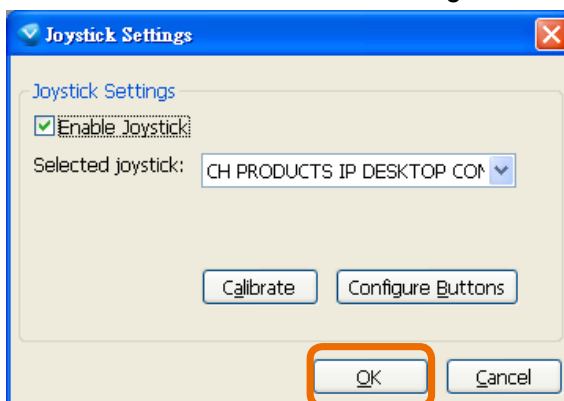 Joystick Settings
Joystick Settings
Enable Joystick
Selected joystick: CH PRODUCTS IP DESKTOP CON
Calibrate Configure Buttons
OK Cancel